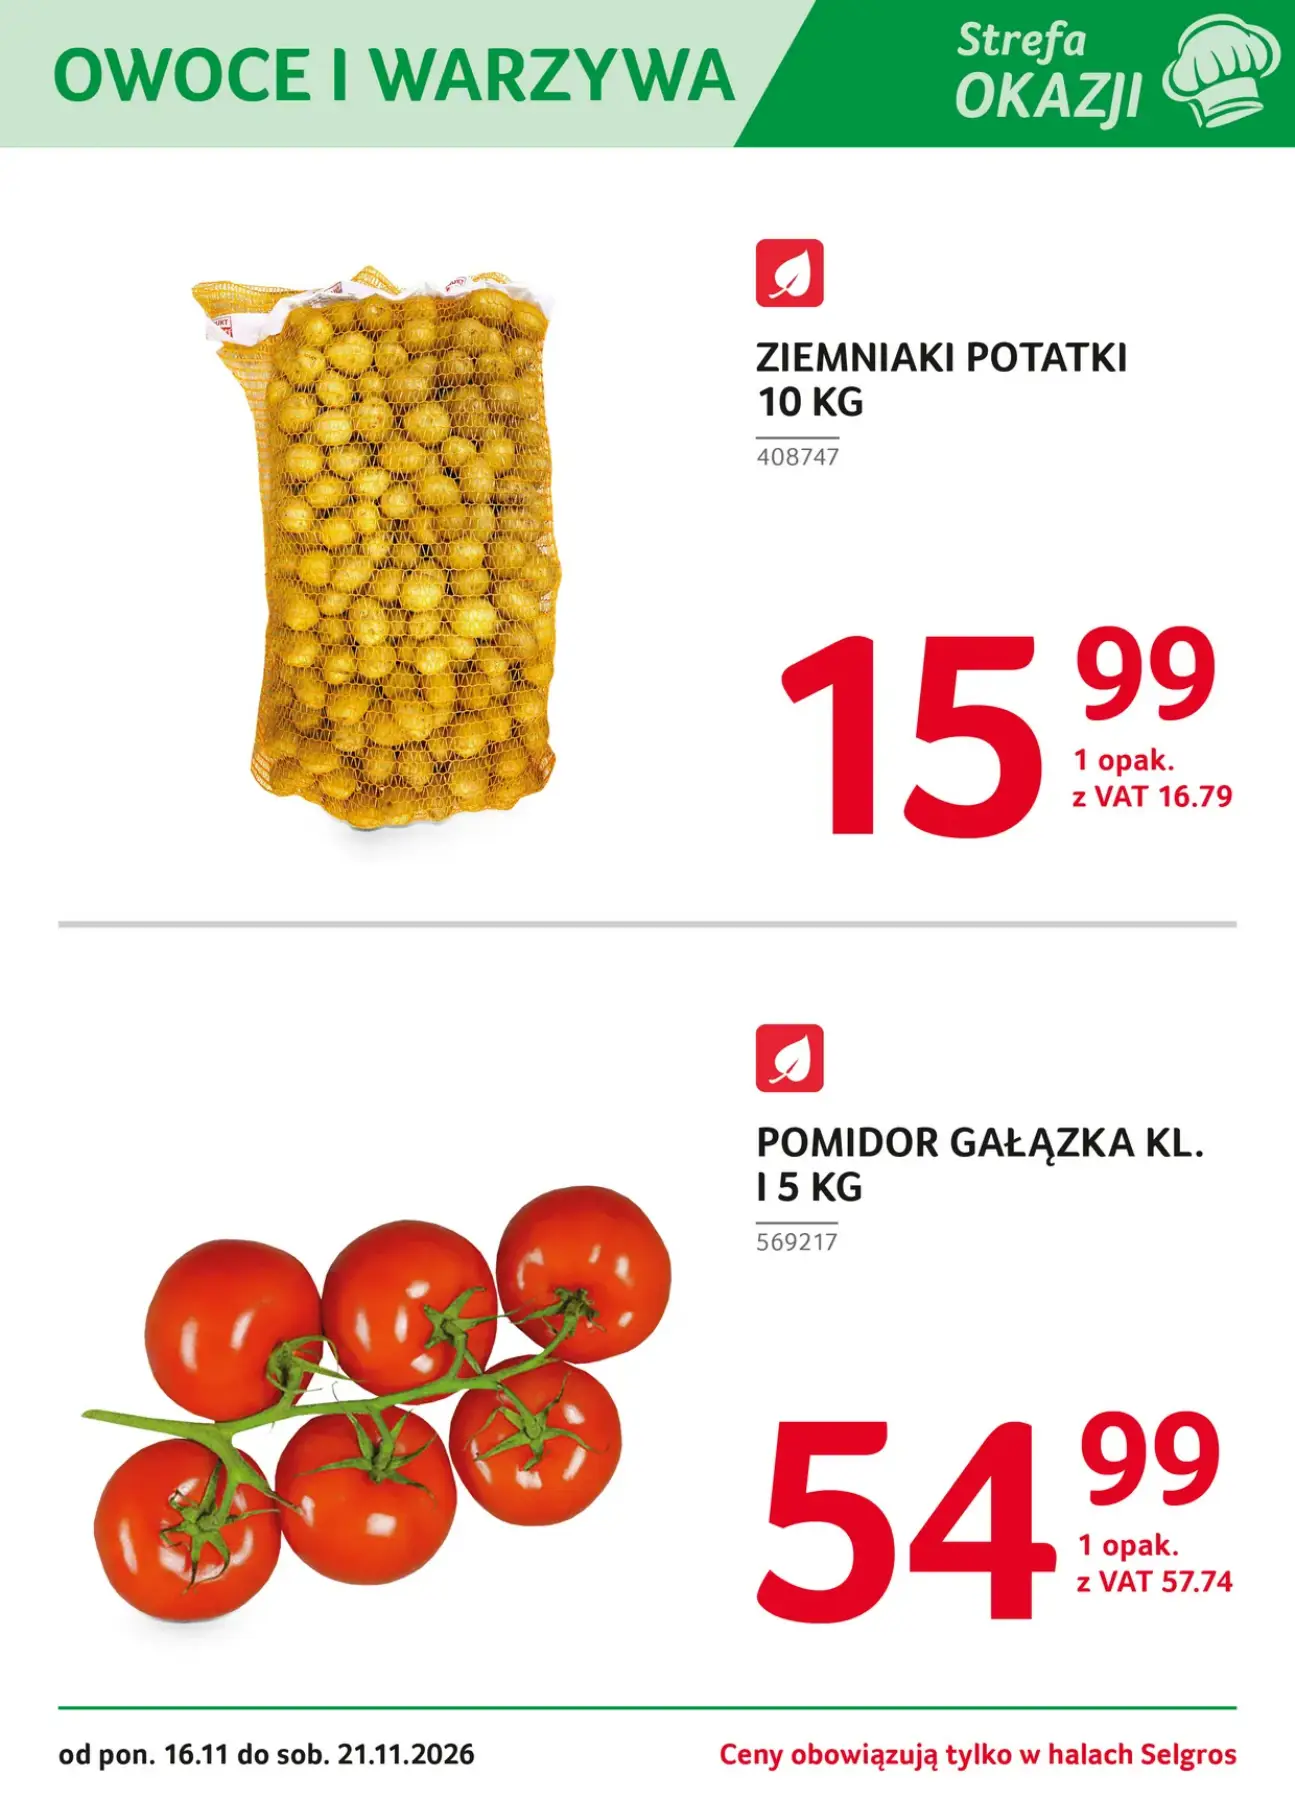 OWOCE I WARZYWA
Strefa
OKAZJI
ZIEMNIAKI POTATKI
10 KG
408747
15 99
1 opak.
z VAT 16.79
POMIDOR GAŁĄZKA KL.
I 5 KG
569217
54 99
1 opak.
z VAT 57.74
od pon. 16.11 do sob. 21.11.2026
Ceny obowiązują tylko w halach Selgros